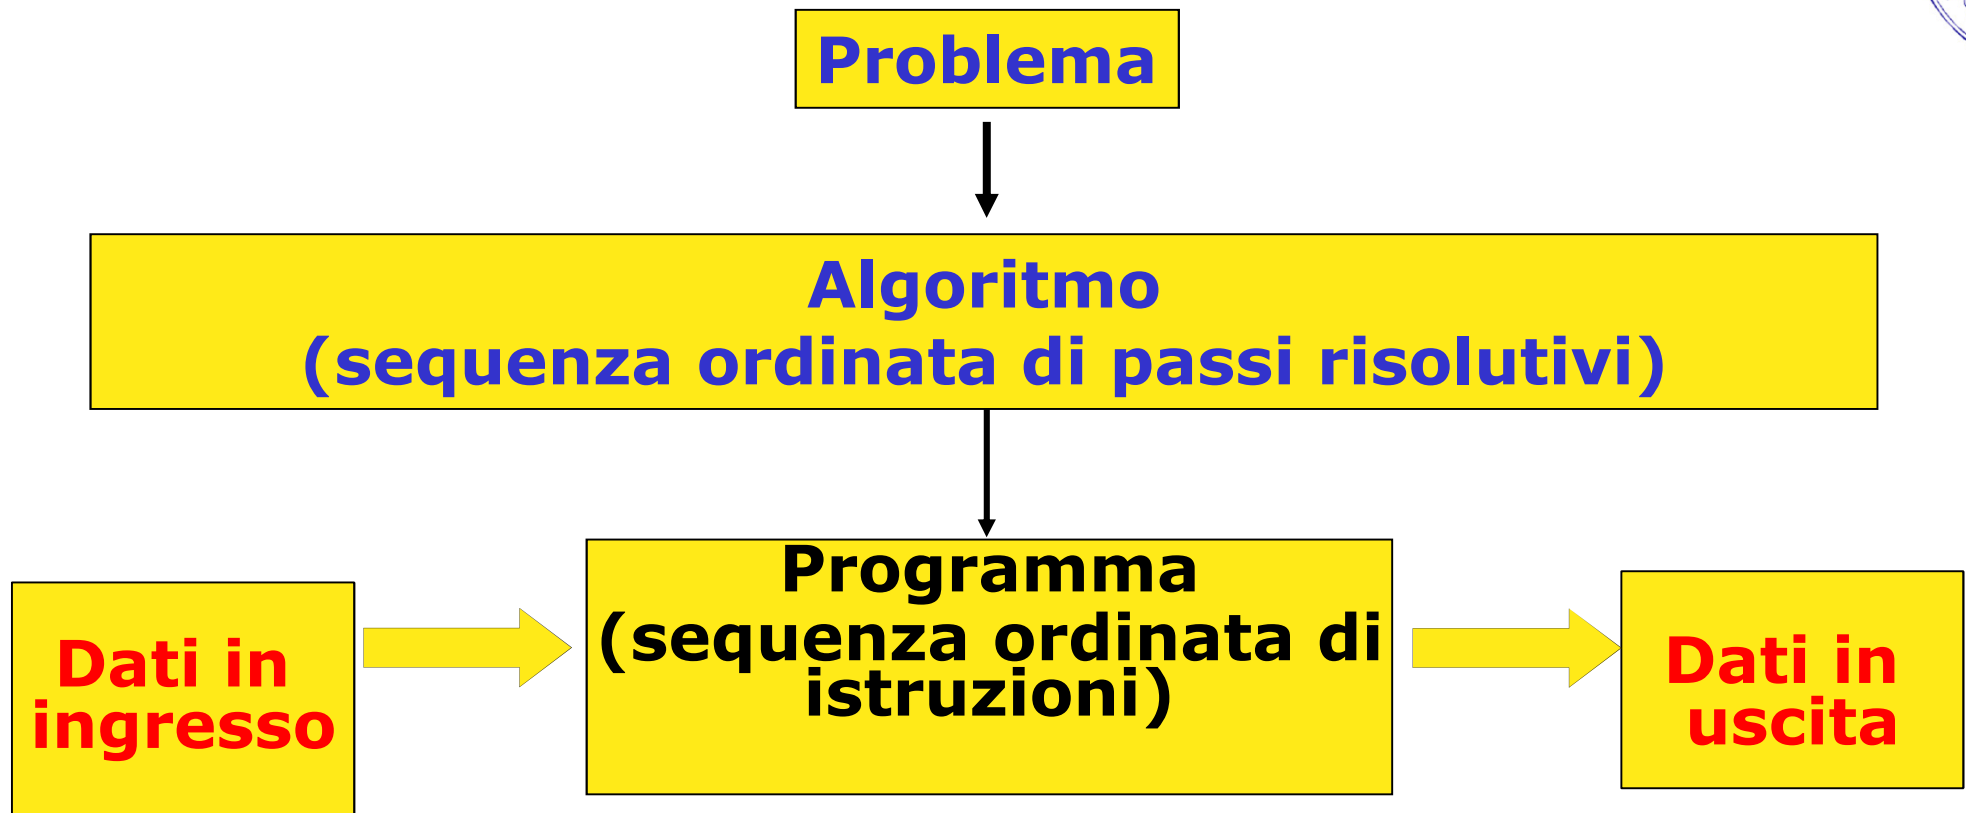 Problema
Algoritmo
(sequenza ordinata di passi risolutivi)
Programma
(sequenza ordinata di
istruzioni)
Dati in
ingresso
Dati in
uscita